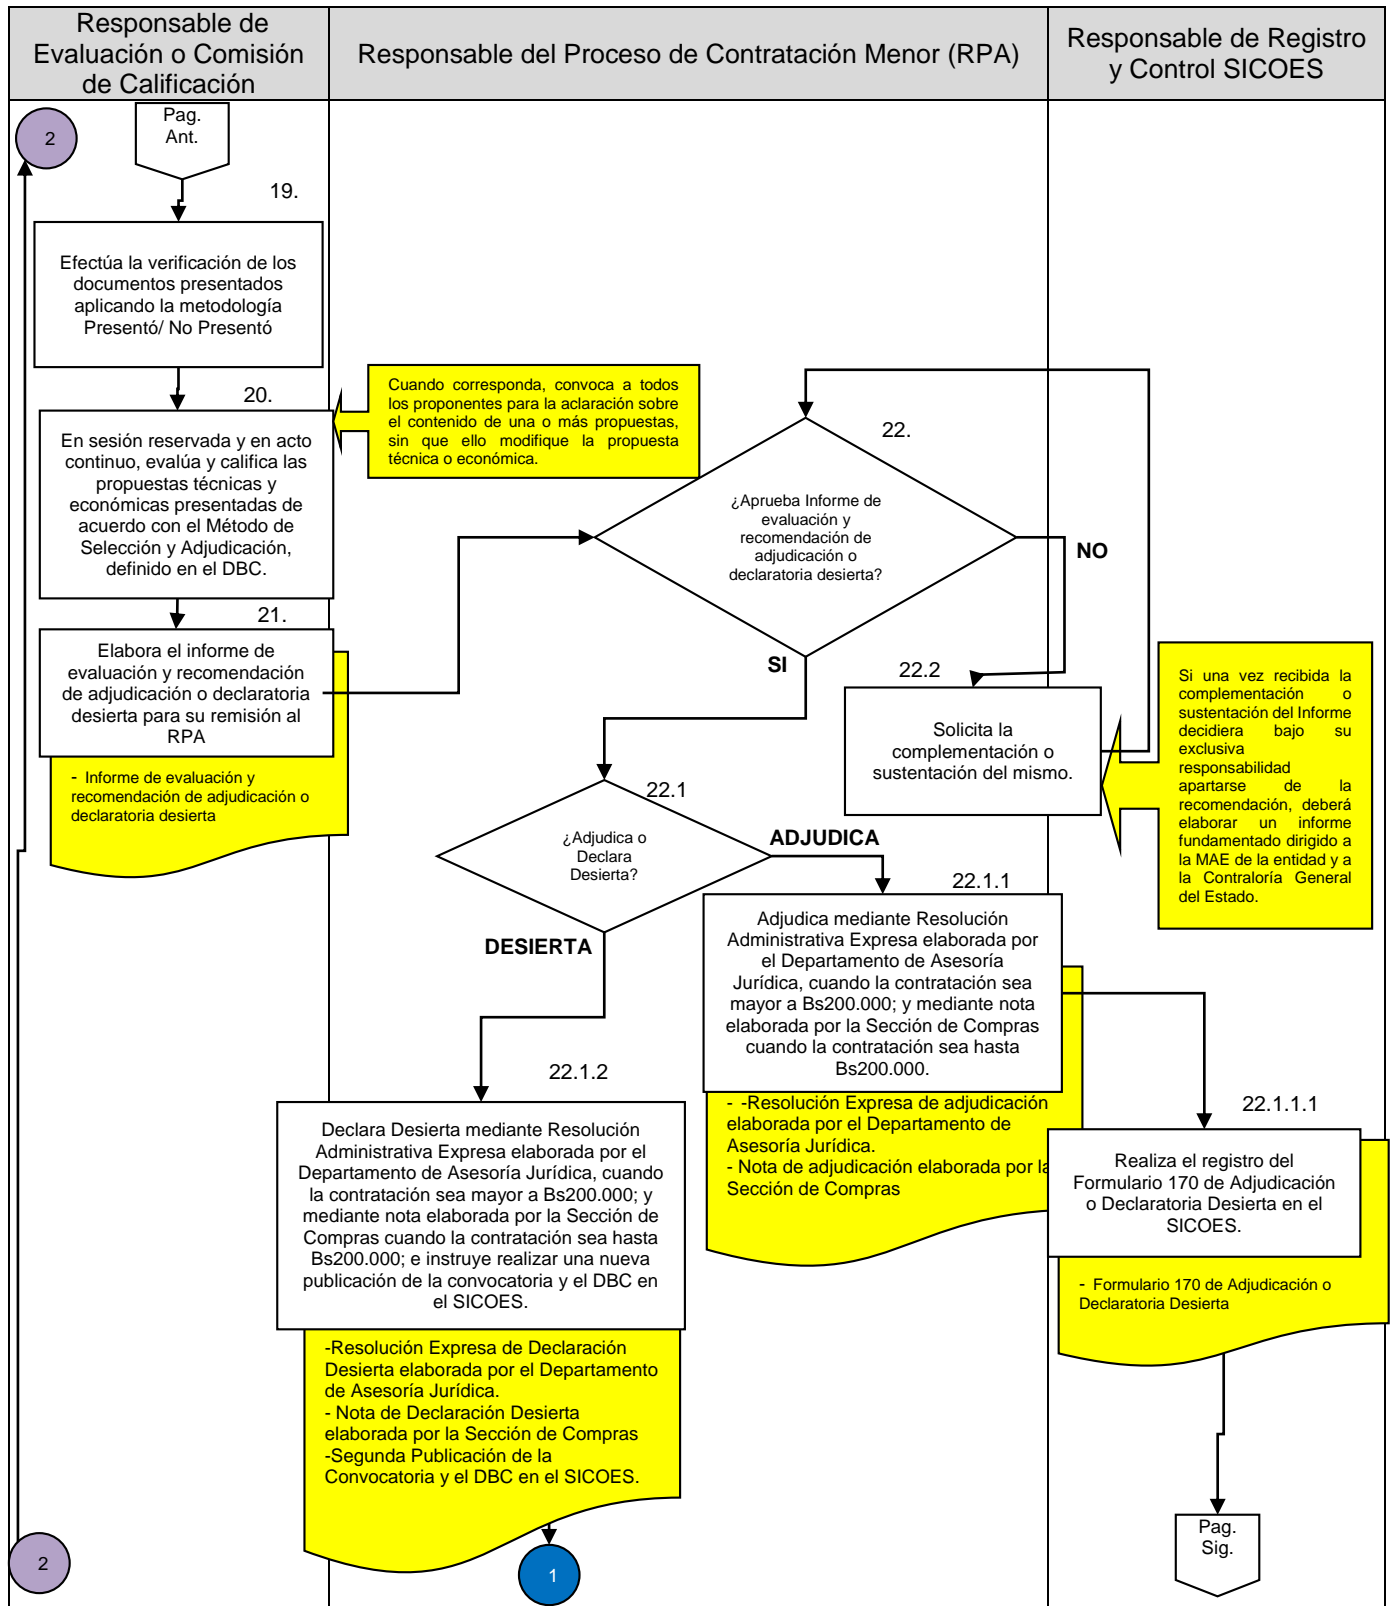 Responsable de
Evaluación o Comisión
de Calificación
Responsable del Proceso de Contratación Menor (RPA)
Responsable de Registro
y Control SICOES
2
Pag.
Ant.
19.
Efectúa la verificación de los
documentos presentados
aplicando la metodología
Presentó/ No Presentó
20.
En sesión reservada y en acto
continuo, evalúa y califica las
propuestas técnicas y
económicas presentadas de
acuerdo con el Método de
Selección y Adjudicación,
definido en el DBC.
Cuando corresponda, convoca a todos
los proponentes para la aclaración sobre
el contenido de una o más propuestas,
sin que ello modifique la propuesta
técnica o económica.
21.
Elabora el informe de
evaluación y recomendación
de adjudicación o declaratoria
desierta para su remisión al
RPA
- Informe de evaluación y
recomendación de adjudicación o
declaratoria desierta
22.
¿Aprueba Informe de
evaluación y
recomendación de
adjudicación o
declaratoria desierta?
NO
SI
22.2
Solicita la
complementación o
sustentación del mismo.
Si una vez recibida la
complementación o
sustentación del Informe
decidiera bajo su
exclusiva
responsabilidad
apartarse de la
recomendación, deberá
elaborar un informe
fundamentado dirigido a
la MAE de la entidad y a
la Contraloría General
del Estado.
22.1
¿Adjudica o
Declara
Desierta?
ADJUDICA
DESIERTA
22.1.1
Adjudica mediante Resolución
Administrativa Expresa elaborada por
el Departamento de Asesoría
Jurídica, cuando la contratación sea
mayor a Bs200.000; y mediante nota
elaborada por la Sección de Compras
cuando la contratación sea hasta
Bs200.000.
- -Resolución Expresa de adjudicación
elaborada por el Departamento de
Asesoría Jurídica.
- Nota de adjudicación elaborada por la
Sección de Compras
22.1.2
Declara Desierta mediante Resolución
Administrativa Expresa elaborada por el
Departamento de Asesoría Jurídica, cuando
la contratación sea mayor a Bs200.000; y
mediante nota elaborada por la Sección de
Compras cuando la contratación sea hasta
Bs200.000; e instruye realizar una nueva
publicación de la convocatoria y el DBC en
el SICOES.
-Resolución Expresa de Declaración
Desierta elaborada por el Departamento
de Asesoría Jurídica.
- Nota de Declaración Desierta
elaborada por la Sección de Compras
-Segunda Publicación de la
Convocatoria y el DBC en el SICOES.
22.1.1.1
Realiza el registro del
Formulario 170 de Adjudicación
o Declaratoria Desierta en el
SICOES.
- Formulario 170 de Adjudicación o
Declaratoria Desierta
2
1
Pag.
Sig.